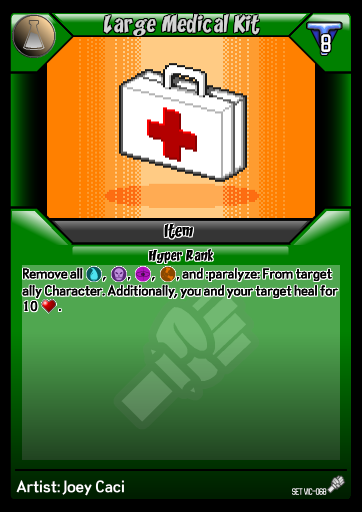 Large Medical Kit
8
Item
Hyper Rank
Remove all , , , , and :paralyze: From target
ally Character. Additionally, you and your target heal for
10 .
Artist: Joey Caci
SET VIC-068